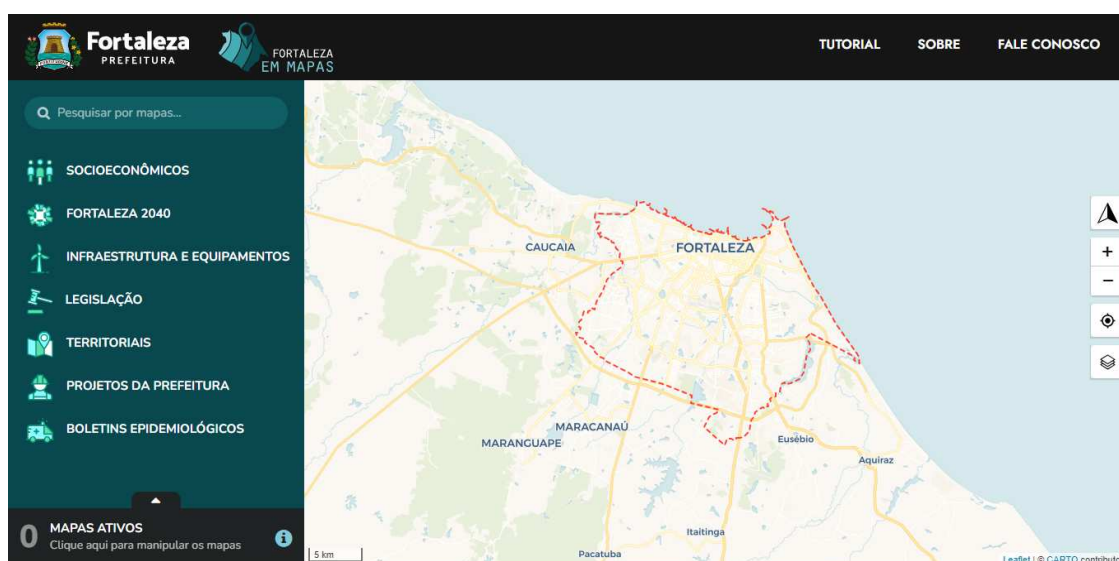 Fortaleza
PREFEITURA
FORTALEZA
EM MAPAS
TUTORIAL
SOBRE
FALE CONOSCO
Pesquisar por mapas...
SOCIOECONÔMICOS
FORTALEZA 2040
INFRAESTRUTURA E EQUIPAMENTOS
LEGISLAÇÃO
TERRITORIAIS
PROJETOS DA PREFEITURA
BOLETINS EPIDEMIOLÓGICOS
0
MAPAS ATIVOS
Clique aqui para manipular os mapas
i
CAUCAIA
FORTALEZA
MARACANAÚ
MARANGUAPE
Eusébio
Aquiraz
Itaitinga
Pacatuba
+
−
5 km
Leaflet | © CARTO contributo